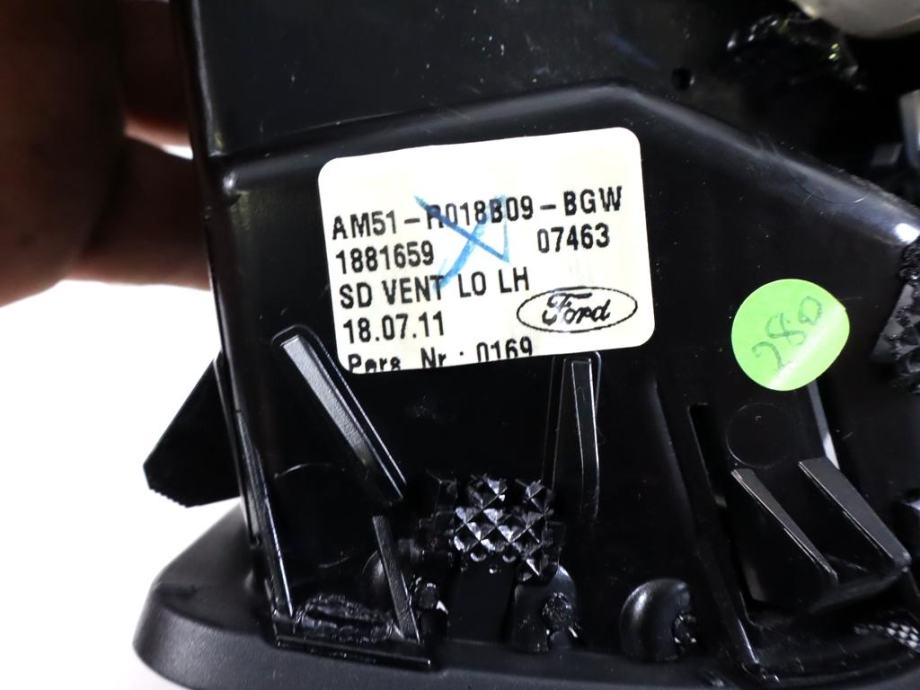 AM51-R018B09-BGW
1881659 07463
SD VENT LO LH
18.07.11 Ford
Pers. Nr.: 0169
280